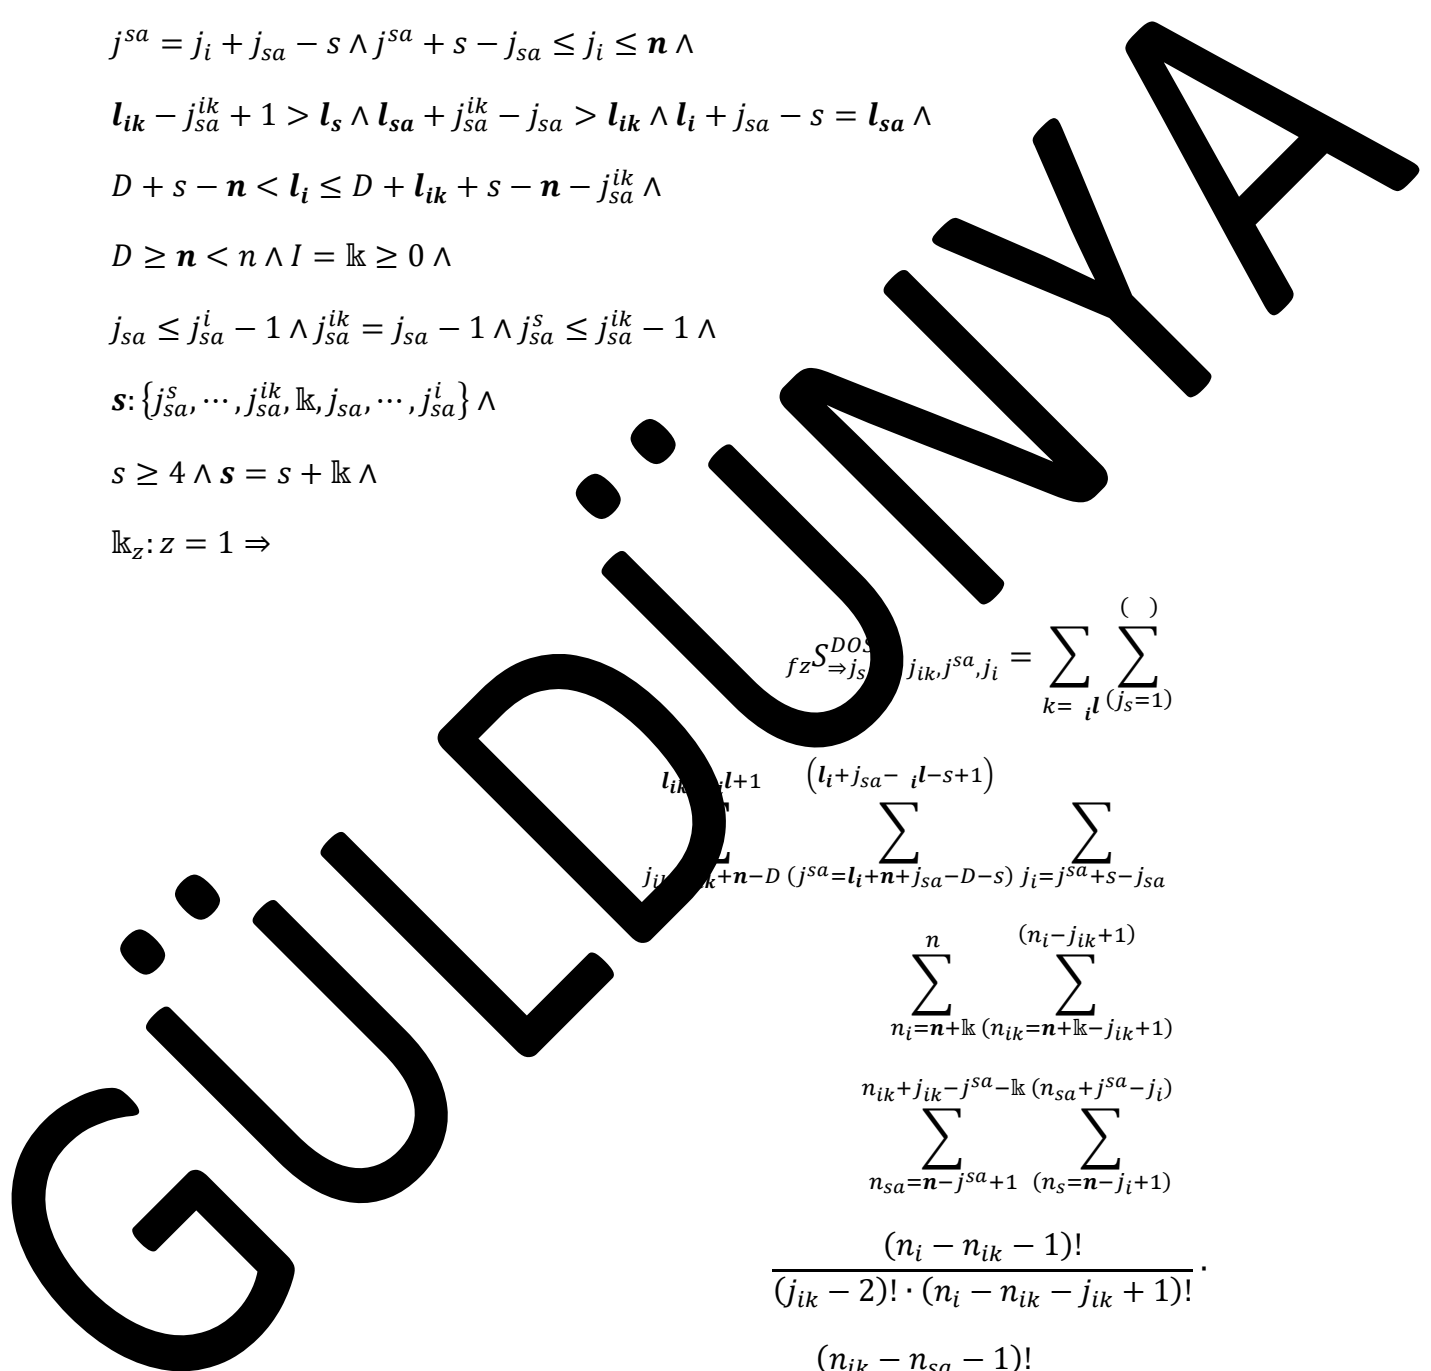 j^{sa} = j_i + j_{sa} − s ∧ j^{sa} + s − j_{sa} ≤ j_i ≤ n ∧
l_{ik} − j_{sa}^{ik} + 1 > l_s ∧ l_{sa} + j_{sa}^{ik} − j_{sa} > l_{ik} ∧ l_i + j_{sa} − s = l_{sa} ∧
D + s − n < l_i ≤ D + l_{ik} + s − n − j_{sa}^{ik} ∧
D ≥ n < n ∧ I = 𝕜 ≥ 0 ∧
j_{sa} ≤ j_{sa}^{i} − 1 ∧ j_{sa}^{ik} = j_{sa} − 1 ∧ j_{sa}^{s} ≤ j_{sa}^{ik} − 1 ∧
s: {j_{sa}^{s}, ⋯, j_{sa}^{ik}, 𝕜, j_{sa}, ⋯, j_{sa}^{i}} ∧
s ≥ 4 ∧ s = s + 𝕜 ∧
𝕜_z: z = 1 ⇒
_{fz}S^{DOS}_{⇒j_s j_{ik}, j^{sa}, j_i} = ∑_{k= _il} ∑_{(j_s=1)}^{( )}
∑^{l+1} ∑_{(j^{sa}=l_i+n+j_{sa}−D−s)}^{(l_i+j_{sa}− _il−s+1)} ∑_{j_i=j^{sa}+s−j_{sa}}
∑_{n_i=n+𝕜}^{n} ∑_{(n_{ik}=n+𝕜−j_{ik}+1)}^{(n_i−j_{ik}+1)}
∑_{n_{sa}=n−j^{sa}+1}^{n_{ik}+j_{ik}−j^{sa}−𝕜} ∑_{(n_s=n−j_i+1)}^{(n_{sa}+j^{sa}−j_i)}
(n_i − n_{ik} − 1)!
(j_{ik} − 2)! · (n_i − n_{ik} − j_{ik} + 1)! ·
(n_{ik} − n_{sa} − 1)!
GÜLDÜNYA